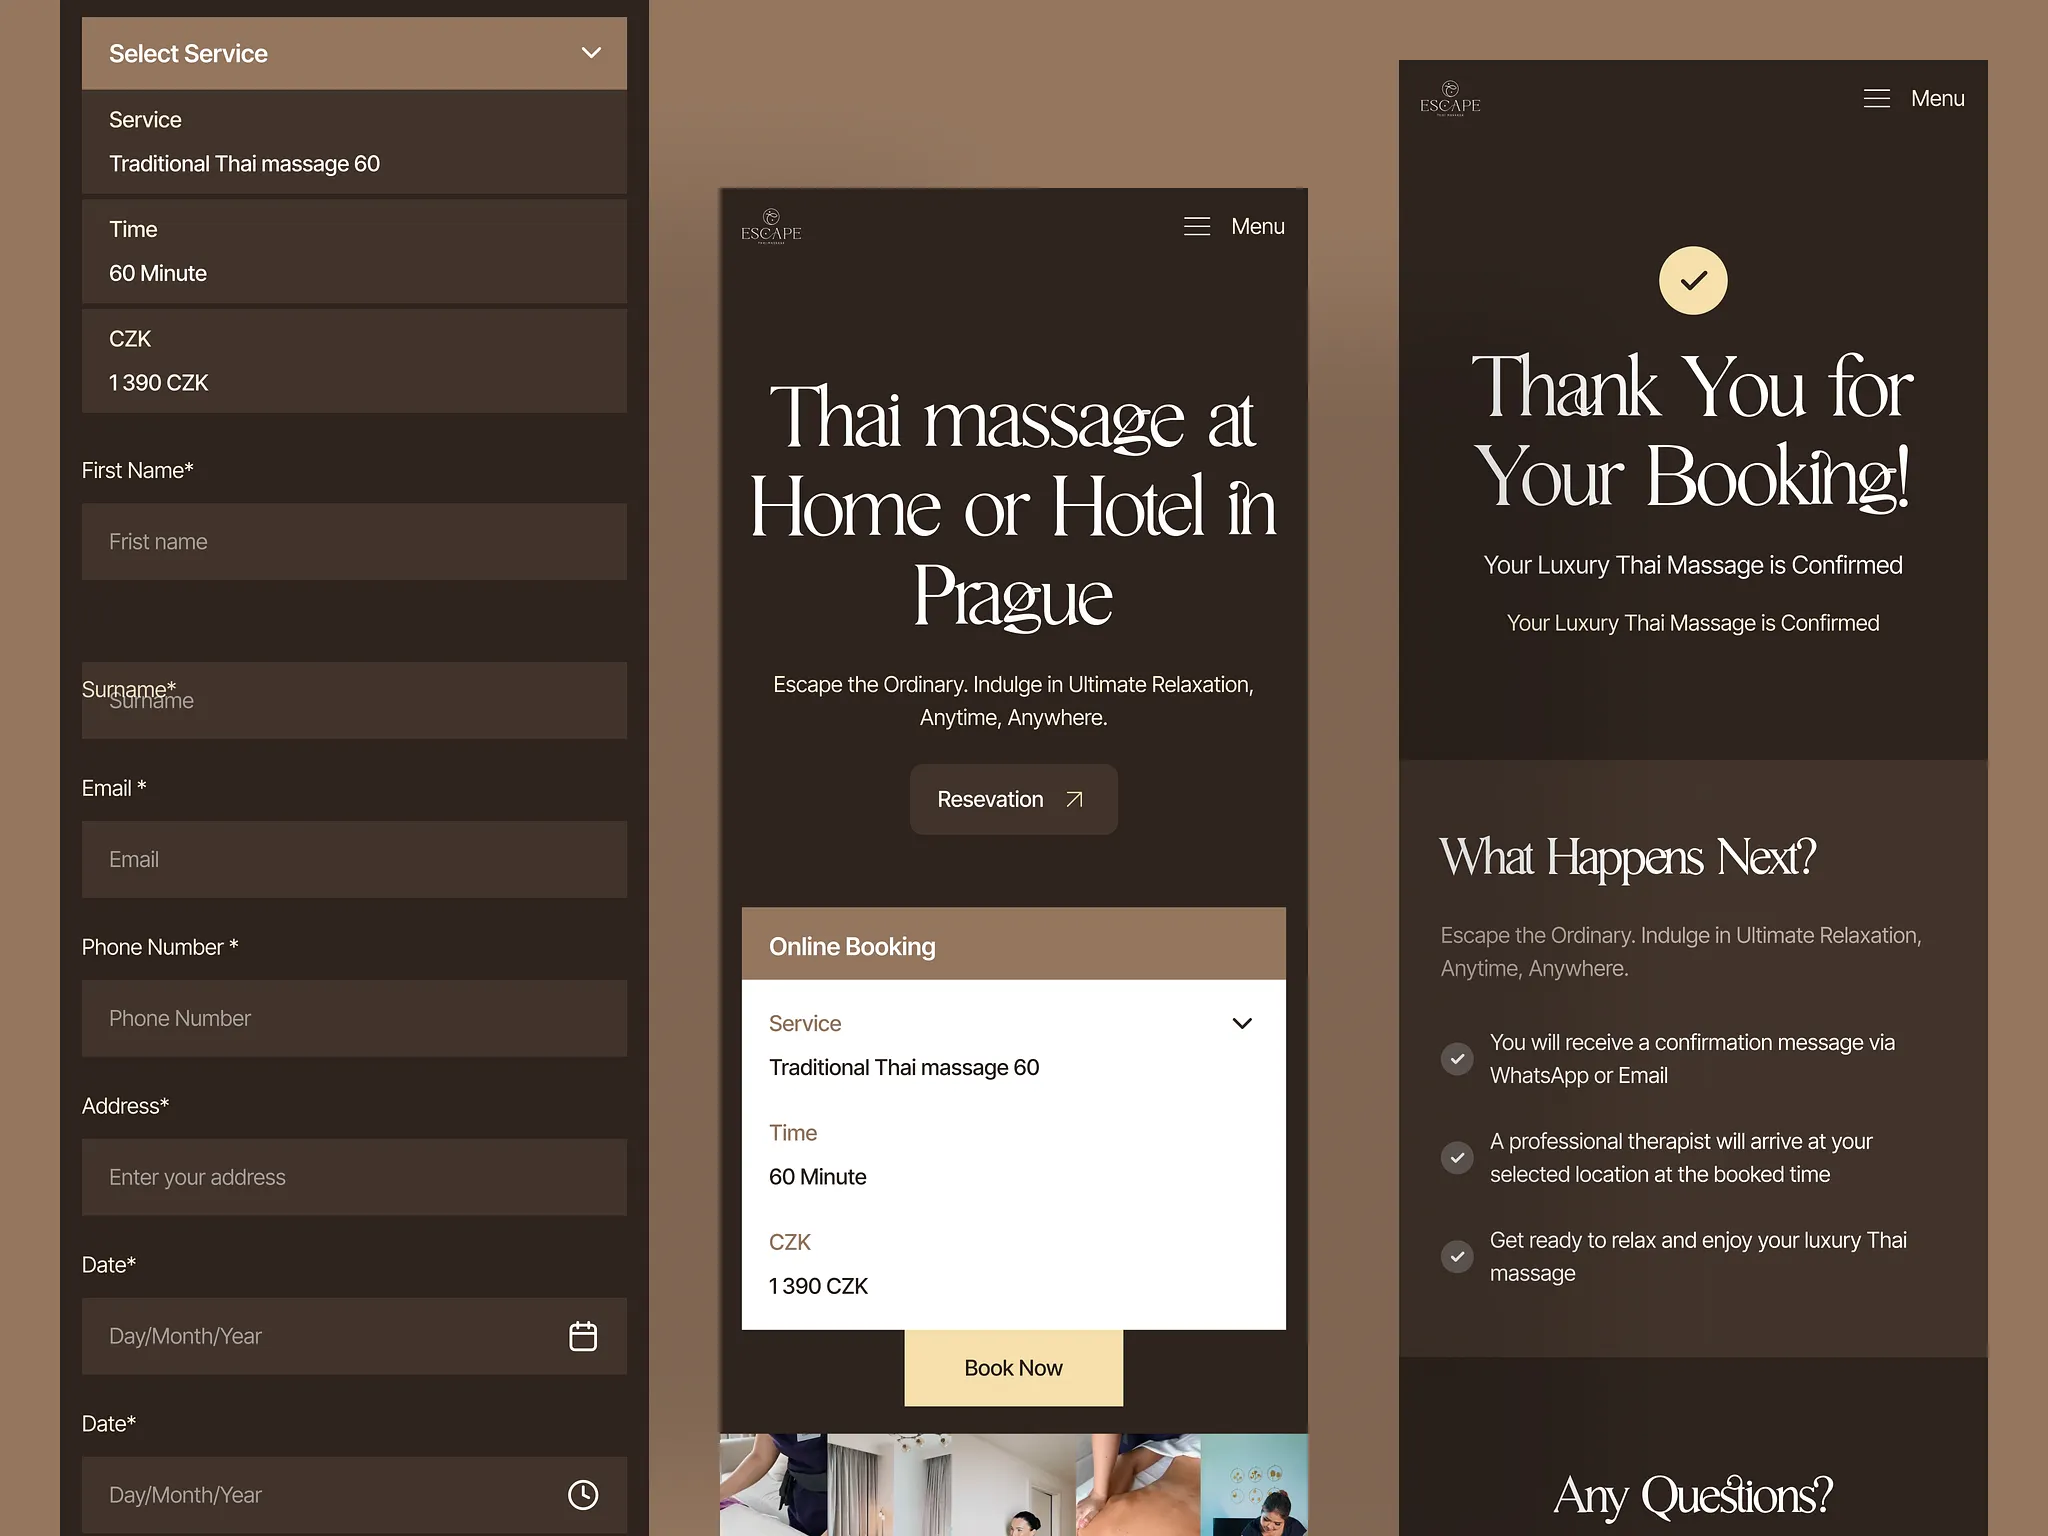 Select Service
Service
Traditional Thai massage 60
Time
60 Minute
CZK
1 390 CZK
First Name*
Frist name
Surname*
Surname
Email *
Email
Phone Number *
Phone Number
Address*
Enter your address
Date*
Day/Month/Year
Date*
Day/Month/Year
ESCAPE
THAI MASSAGE
Menu
Thai massage at
Home or Hotel in
Prague
Escape the Ordinary. Indulge in Ultimate Relaxation,
Anytime, Anywhere.
Resevation
Online Booking
Service
Traditional Thai massage 60
Time
60 Minute
CZK
1 390 CZK
Book Now
ESCAPE
THAI MASSAGE
Menu
Thank You for
Your Booking!
Your Luxury Thai Massage is Confirmed
Your Luxury Thai Massage is Confirmed
What Happens Next?
Escape the Ordinary. Indulge in Ultimate Relaxation,
Anytime, Anywhere.
You will receive a confirmation message via
WhatsApp or Email
A professional therapist will arrive at your
selected location at the booked time
Get ready to relax and enjoy your luxury Thai
massage
Any Questions?